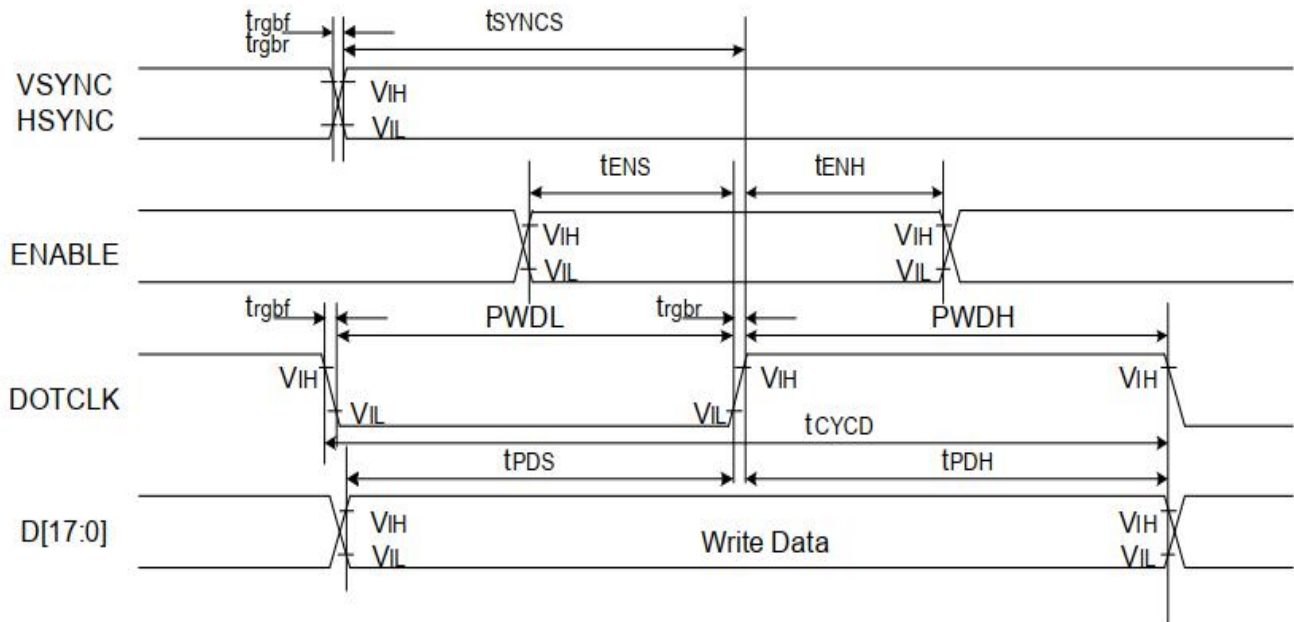 trgbf
trgbr
tSYNCS
VSYNC
HSYNC
VIH
VIL
tENS
tENH
ENABLE
VIH
VIL
VIH
VIL
trgbf
PWDL
trgbr
PWDH
DOTCLK
VIH
VIL
VIL
VIH
VIH
tCYCD
tPDS
tPDH
D[17:0]
VIH
VIL
Write Data
VIH
VIL